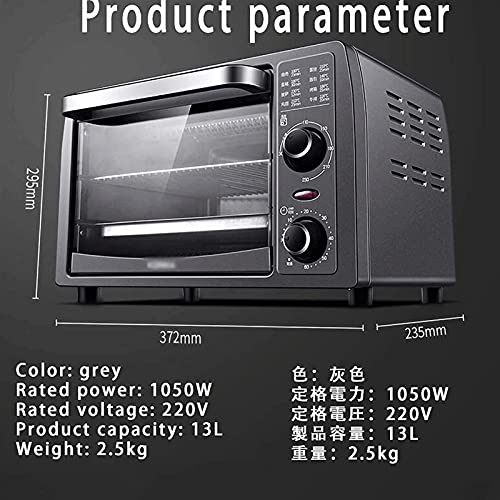 Product parameter
295mm
372mm
235mm
Color: grey
Rated power: 1050W
Rated voltage: 220V
Product capacity: 13L
Weight: 2.5kg
色：灰色
定格電力：1050W
定格電圧：220V
製品容量：13L
重量：2.5kg